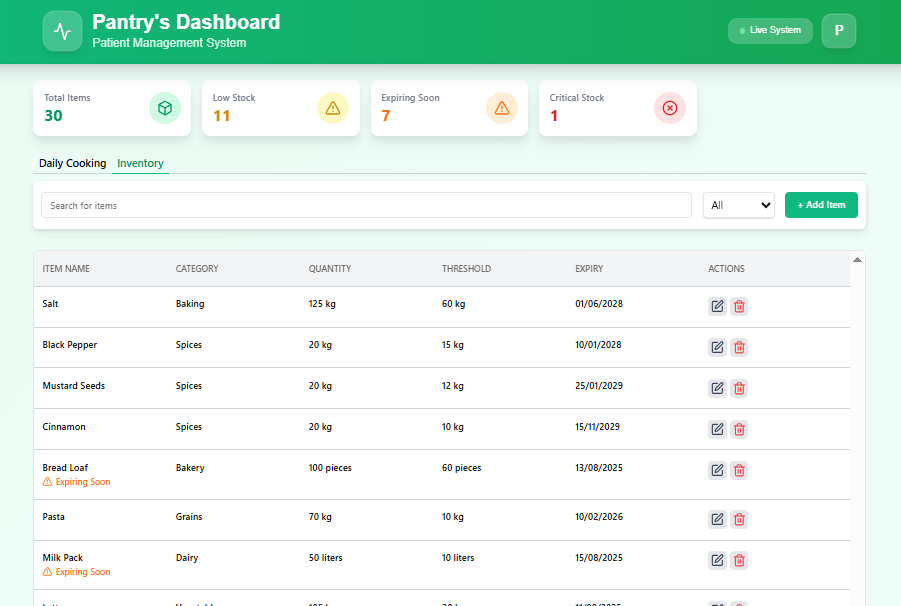 Pantry's Dashboard
Patient Management System
Live System
P
Total Items
30
Low Stock
11
Expiring Soon
7
Critical Stock
1
Daily Cooking Inventory
Search for items
All
+ Add Item
ITEM NAME CATEGORY QUANTITY THRESHOLD EXPIRY ACTIONS
Salt Baking 125 kg 60 kg 01/06/2028
Black Pepper Spices 20 kg 15 kg 10/01/2028
Mustard Seeds Spices 20 kg 12 kg 25/01/2029
Cinnamon Spices 20 kg 10 kg 15/11/2029
Bread Loaf Bakery 100 pieces 60 pieces 13/08/2025
Expiring Soon
Pasta Grains 70 kg 10 kg 10/02/2026
Milk Pack Dairy 50 liters 10 liters 15/08/2025
Expiring Soon